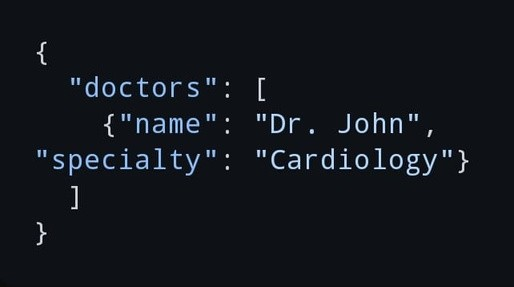 {
  "doctors": [
    {"name": "Dr. John",
"specialty": "Cardiology"}
  ]
}